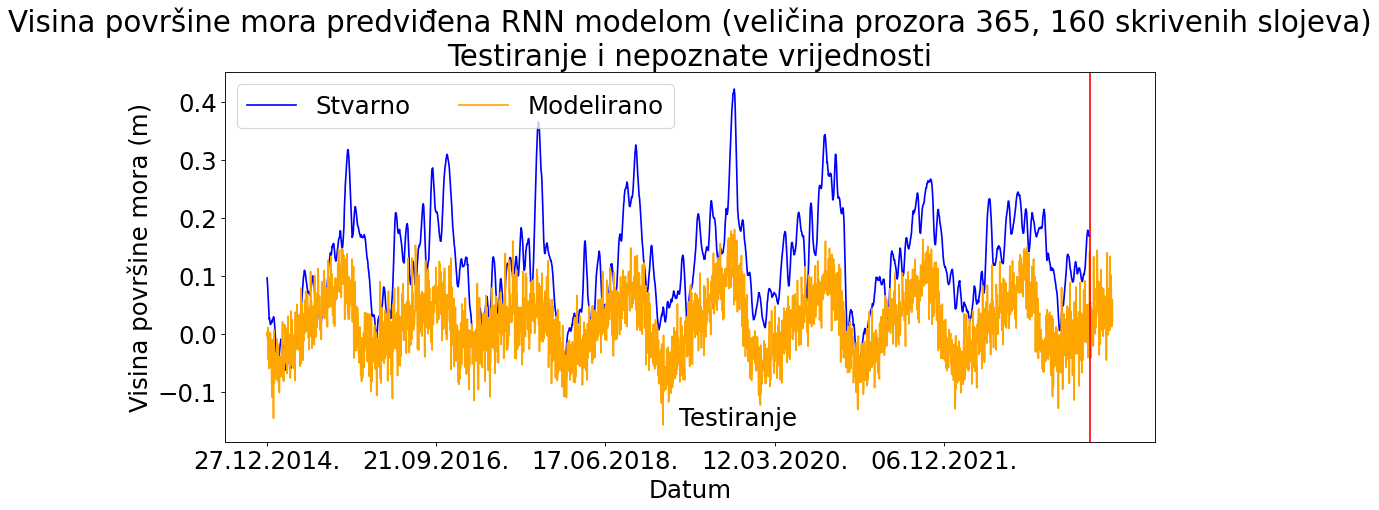 Visina površine mora predviđena RNN modelom (veličina prozora 365, 160 skrivenih slojeva)
Testiranje i nepoznate vrijednosti
Stvarno
Modelirano
Visina površine mora (m)
0.4
0.3
0.2
0.1
0.0
−0.1
Testiranje
27.12.2014.
21.09.2016.
17.06.2018.
12.03.2020.
06.12.2021.
Datum